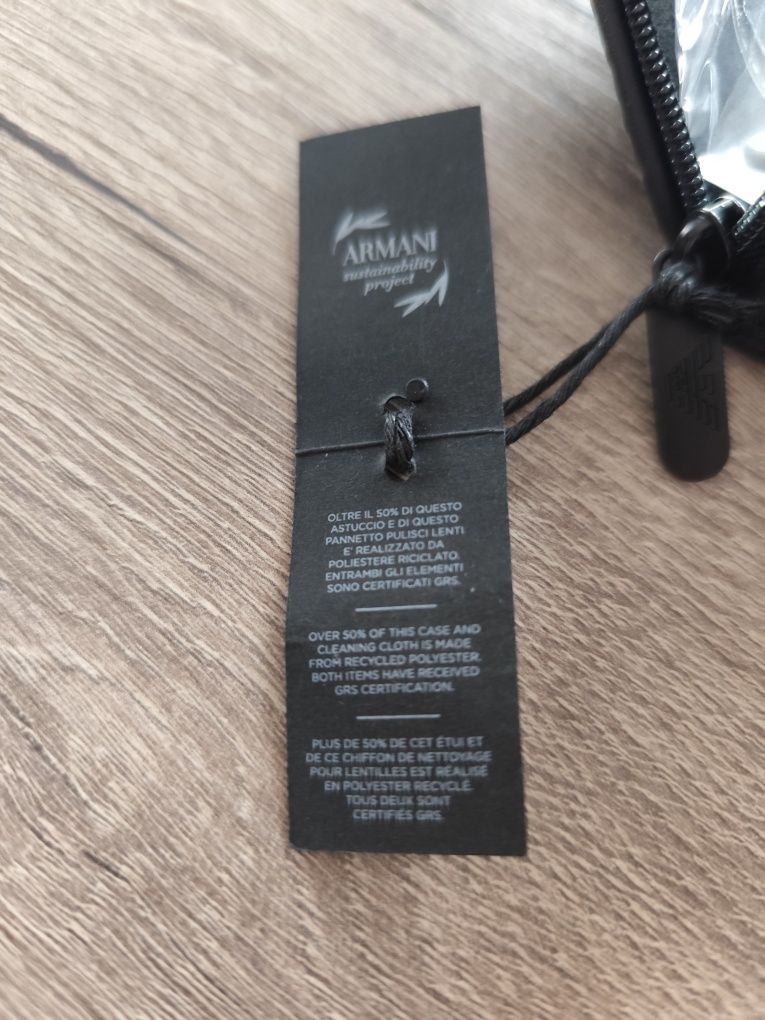 ARMANI
sustainability
project
OLTRE IL 50% DI QUESTO
ASTUCCIO E DI QUESTO
PANNETTO PULISCI LENTI
E' REALIZZATO DA
POLIESTERE RICICLATO.
ENTRAMBI GLI ELEMENTI
SONO CERTIFICATI GRS.
OVER 50% OF THIS CASE AND
CLEANING CLOTH IS MADE
FROM RECYCLED POLYESTER.
BOTH ITEMS HAVE RECEIVED
GRS CERTIFICATION.
PLUS DE 50% DE CET ÉTUI ET
DE CE CHIFFON DE NETTOYAGE
POUR LENTILLES EST RÉALISÉ
EN POLYESTER RECYCLÉ.
TOUS DEUX SONT
CERTIFIÉS GRS.